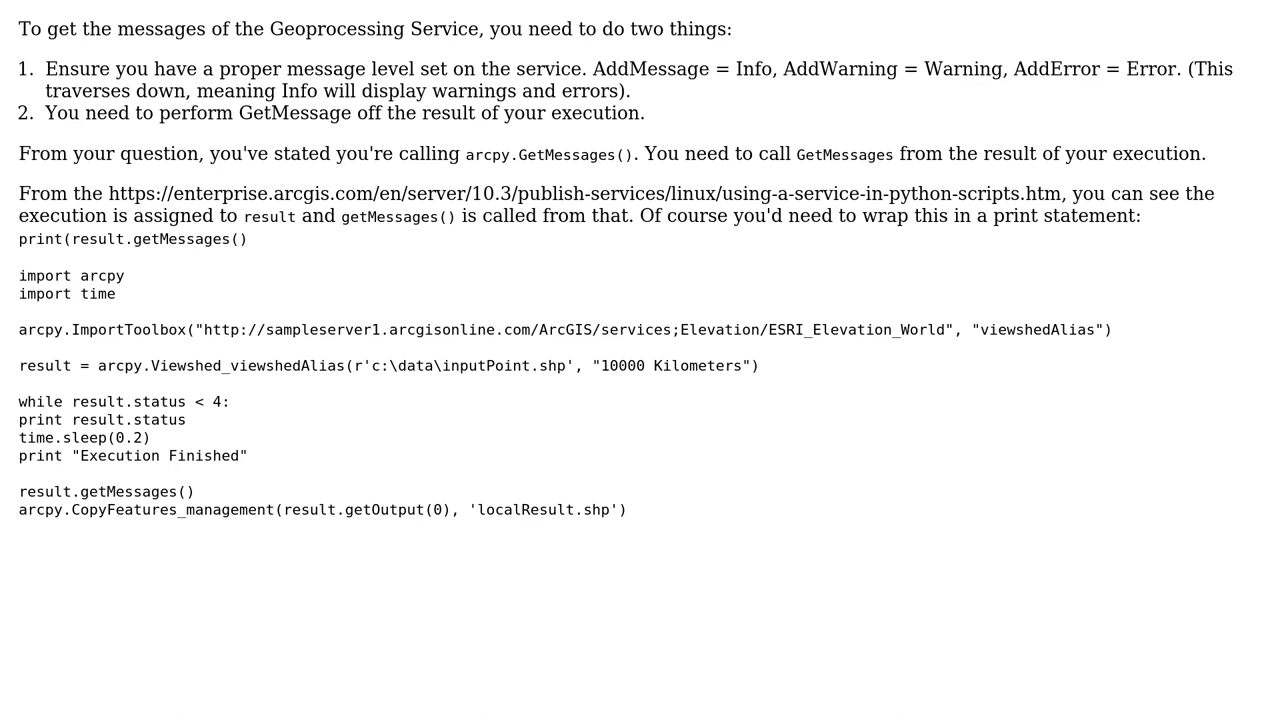 To get the messages of the Geoprocessing Service, you need to do two things:
1. Ensure you have a proper message level set on the service. AddMessage = Info, AddWarning = Warning, AddError = Error. (This
traverses down, meaning Info will display warnings and errors).
2. You need to perform GetMessage off the result of your execution.
From your question, you've stated you're calling arcpy.GetMessages(). You need to call GetMessages from the result of your execution.
From the https://enterprise.arcgis.com/en/server/10.3/publish-services/linux/using-a-service-in-python-scripts.htm, you can see the
execution is assigned to result and getMessages() is called from that. Of course you'd need to wrap this in a print statement:
print(result.getMessages()
import arcpy
import time
arcpy.ImportToolbox("http://sampleserver1.arcgisonline.com/ArcGIS/services;Elevation/ESRI_Elevation_World", "viewshedAlias")
result = arcpy.Viewshed_viewshedAlias(r'c:\data\inputPoint.shp', "10000 Kilometers")
while result.status < 4:
print result.status
time.sleep(0.2)
print "Execution Finished"
result.getMessages()
arcpy.CopyFeatures_management(result.getOutput(0), 'localResult.shp')